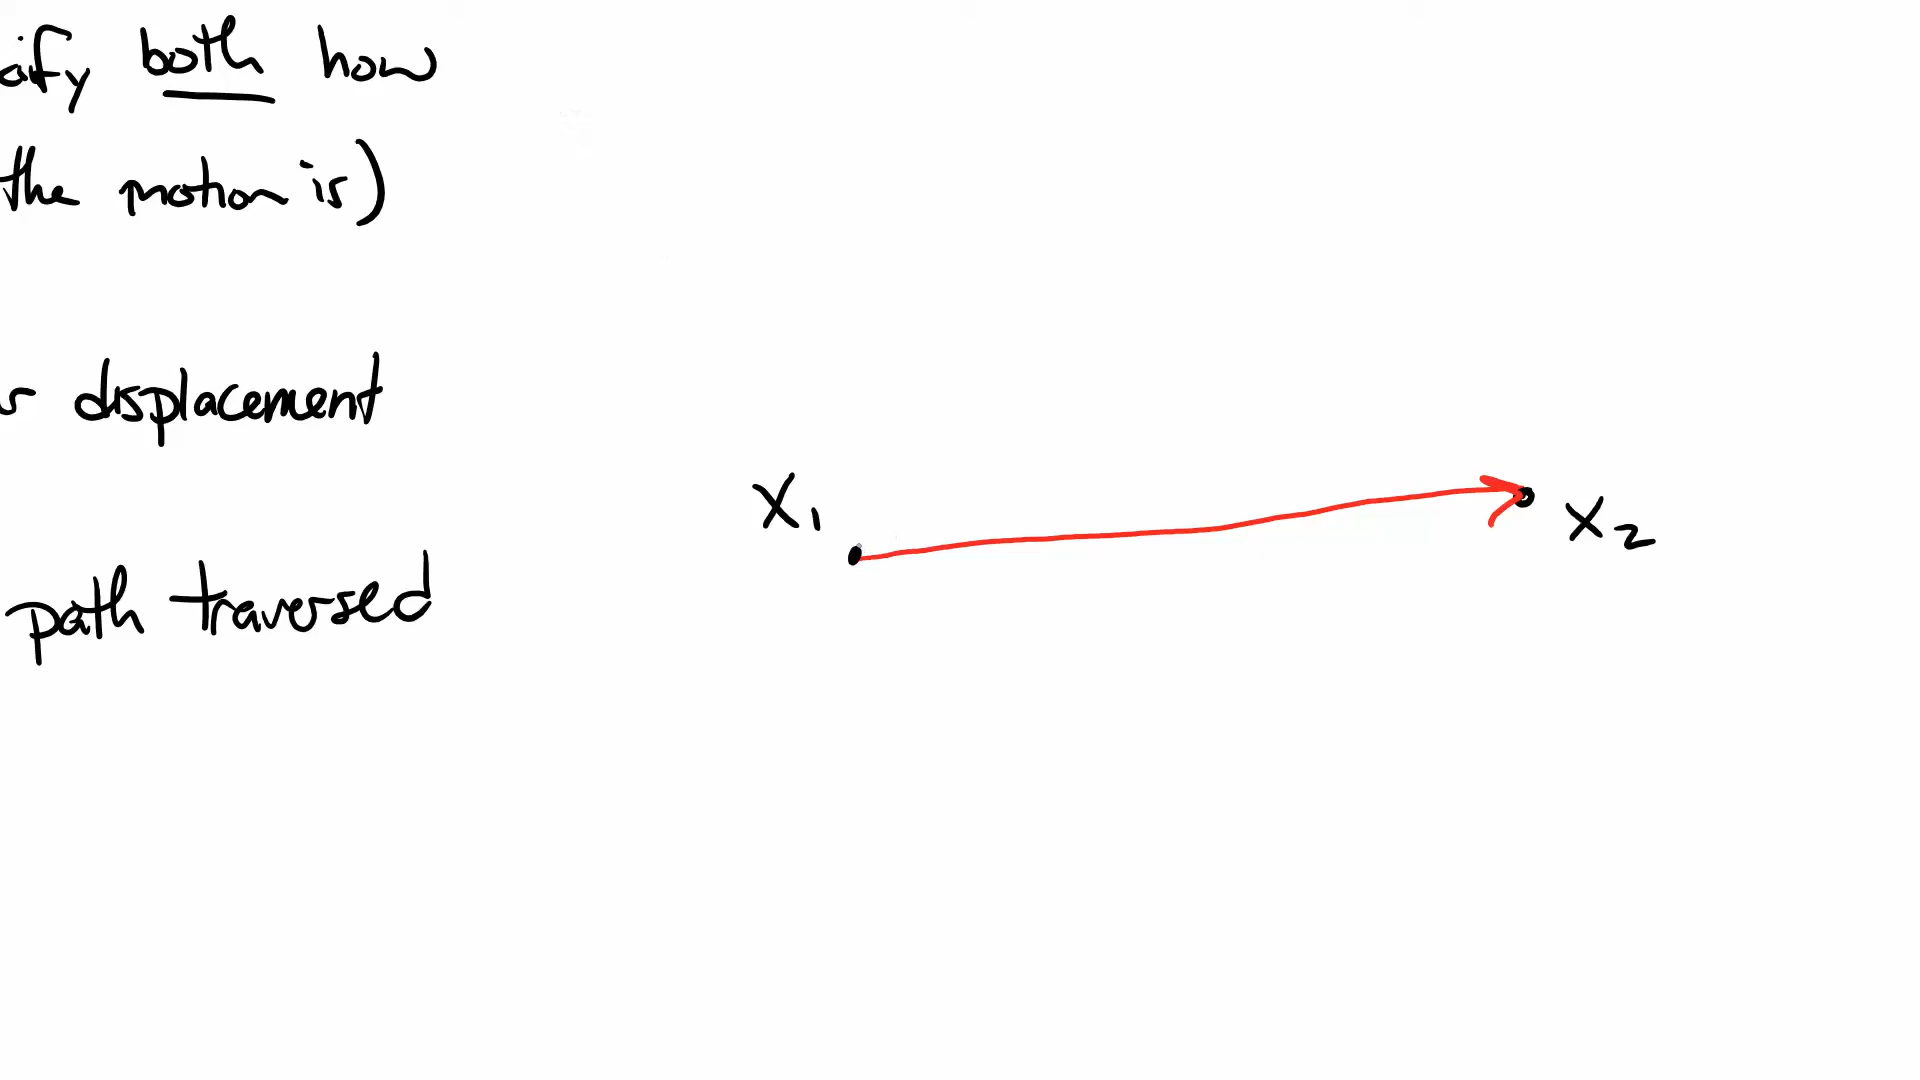 both how
the motion is)
displacement
path traversed
X₁
X₂